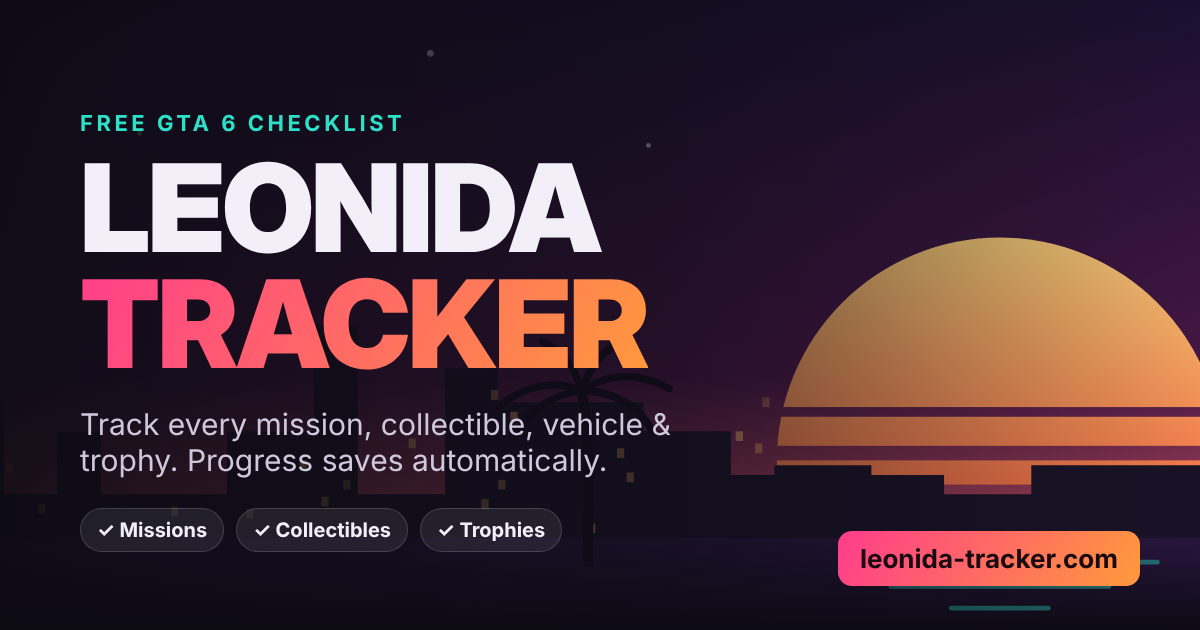 FREE GTA 6 CHECKLIST
LEONIDA
TRACKER
Track every mission, collectible, vehicle &
trophy. Progress saves automatically.
✓ Missions ✓ Collectibles ✓ Trophies
leonida-tracker.com